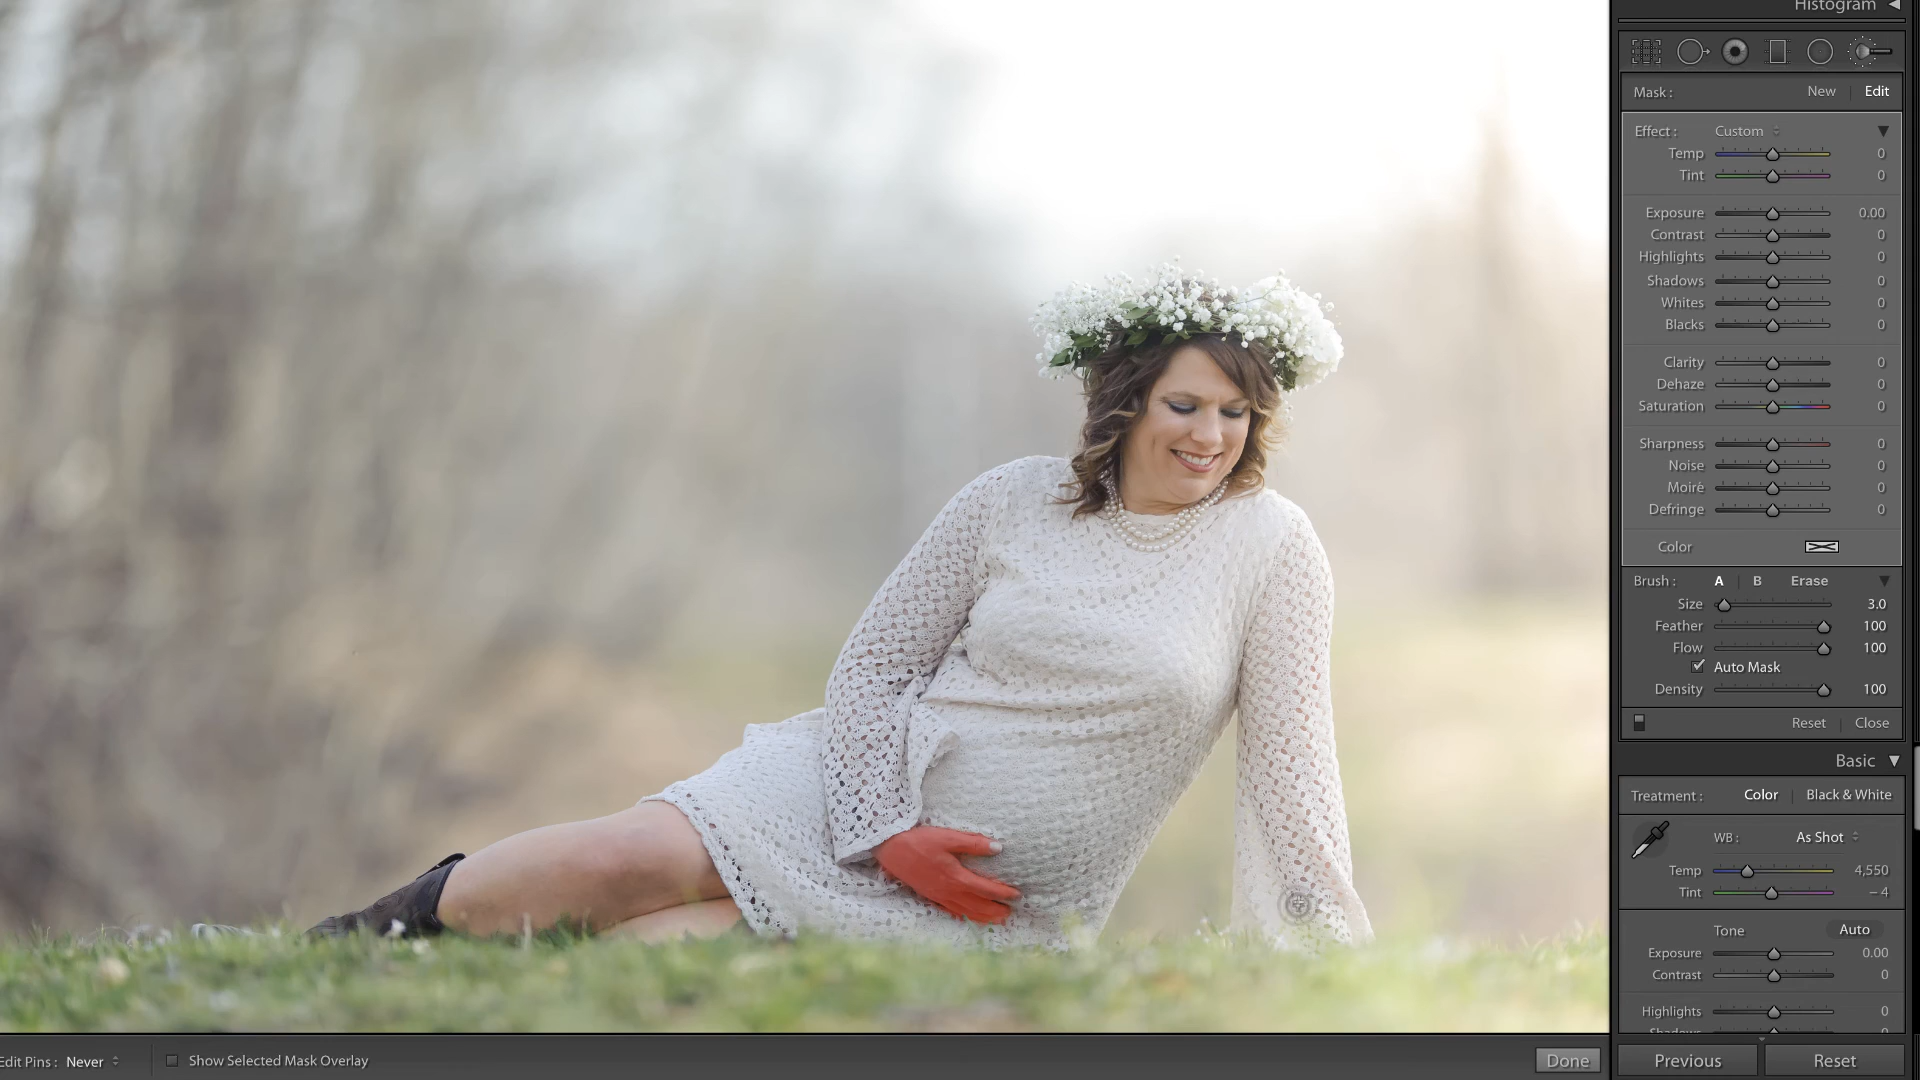 Histogram
Mask : New Edit
Effect : Custom
Temp 0
Tint 0
Exposure 0.00
Contrast 0
Highlights 0
Shadows 0
Whites 0
Blacks 0
Clarity 0
Dehaze 0
Saturation 0
Sharpness 0
Noise 0
Moiré 0
Defringe 0
Color
Brush : A B Erase
Size 3.0
Feather 100
Flow 100
Auto Mask
Density 100
Reset Close
Basic
Treatment : Color Black & White
WB : As Shot
Temp 4,550
Tint – 4
Tone Auto
Exposure 0.00
Contrast 0
Highlights 0
Shadows
Edit Pins : Never Show Selected Mask Overlay Done Previous Reset